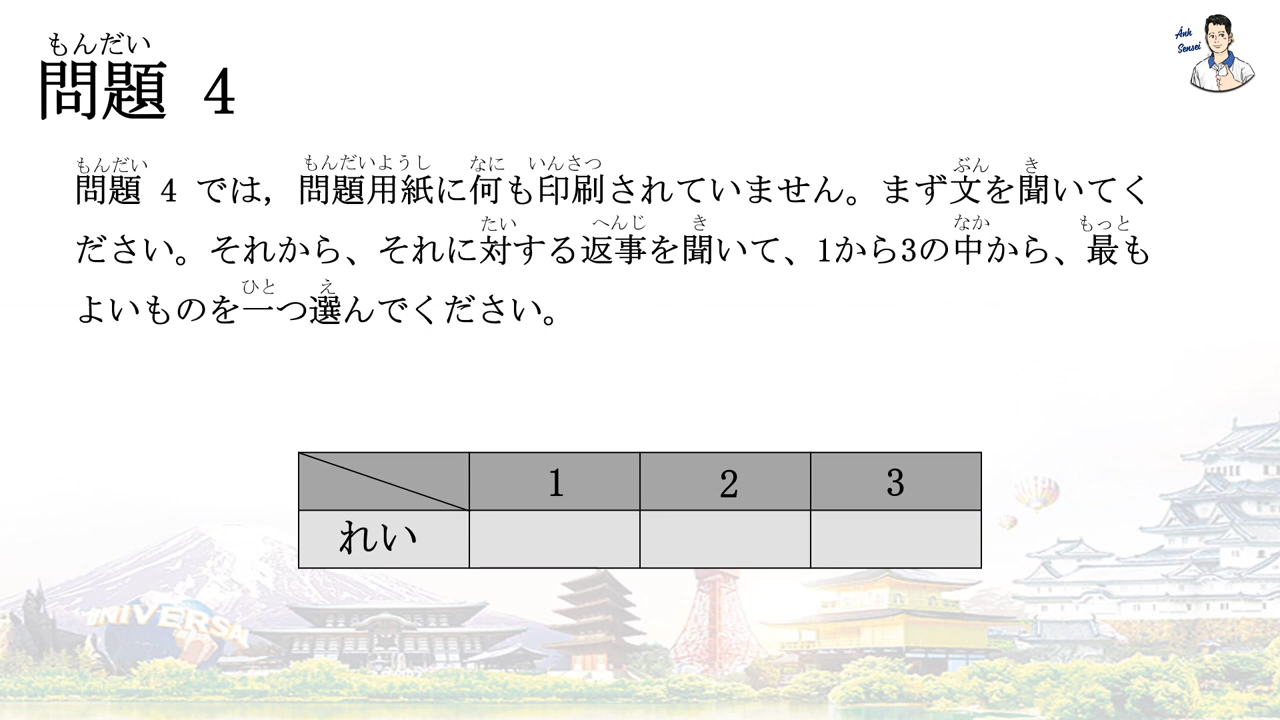 もんだい
問題 4
Ánh
Sensei
もんだい もんだいようし なに いんさつ ぶん き
問題 4 では，問題用紙に何も印刷されていません。まず文を聞いてく
たい へんじ き なか もっと
ださい。それから、それに対する返事を聞いて、1から3の中から、最も
ひと え
よいものを一つ選んでください。
1 2 3
れい
UNIVERSAL